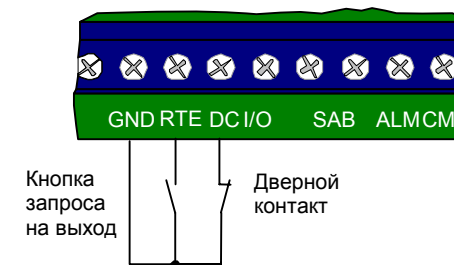 GND RTE DC I/O SAB ALM CM
Кнопка
запроса
на выход
Дверной
контакт